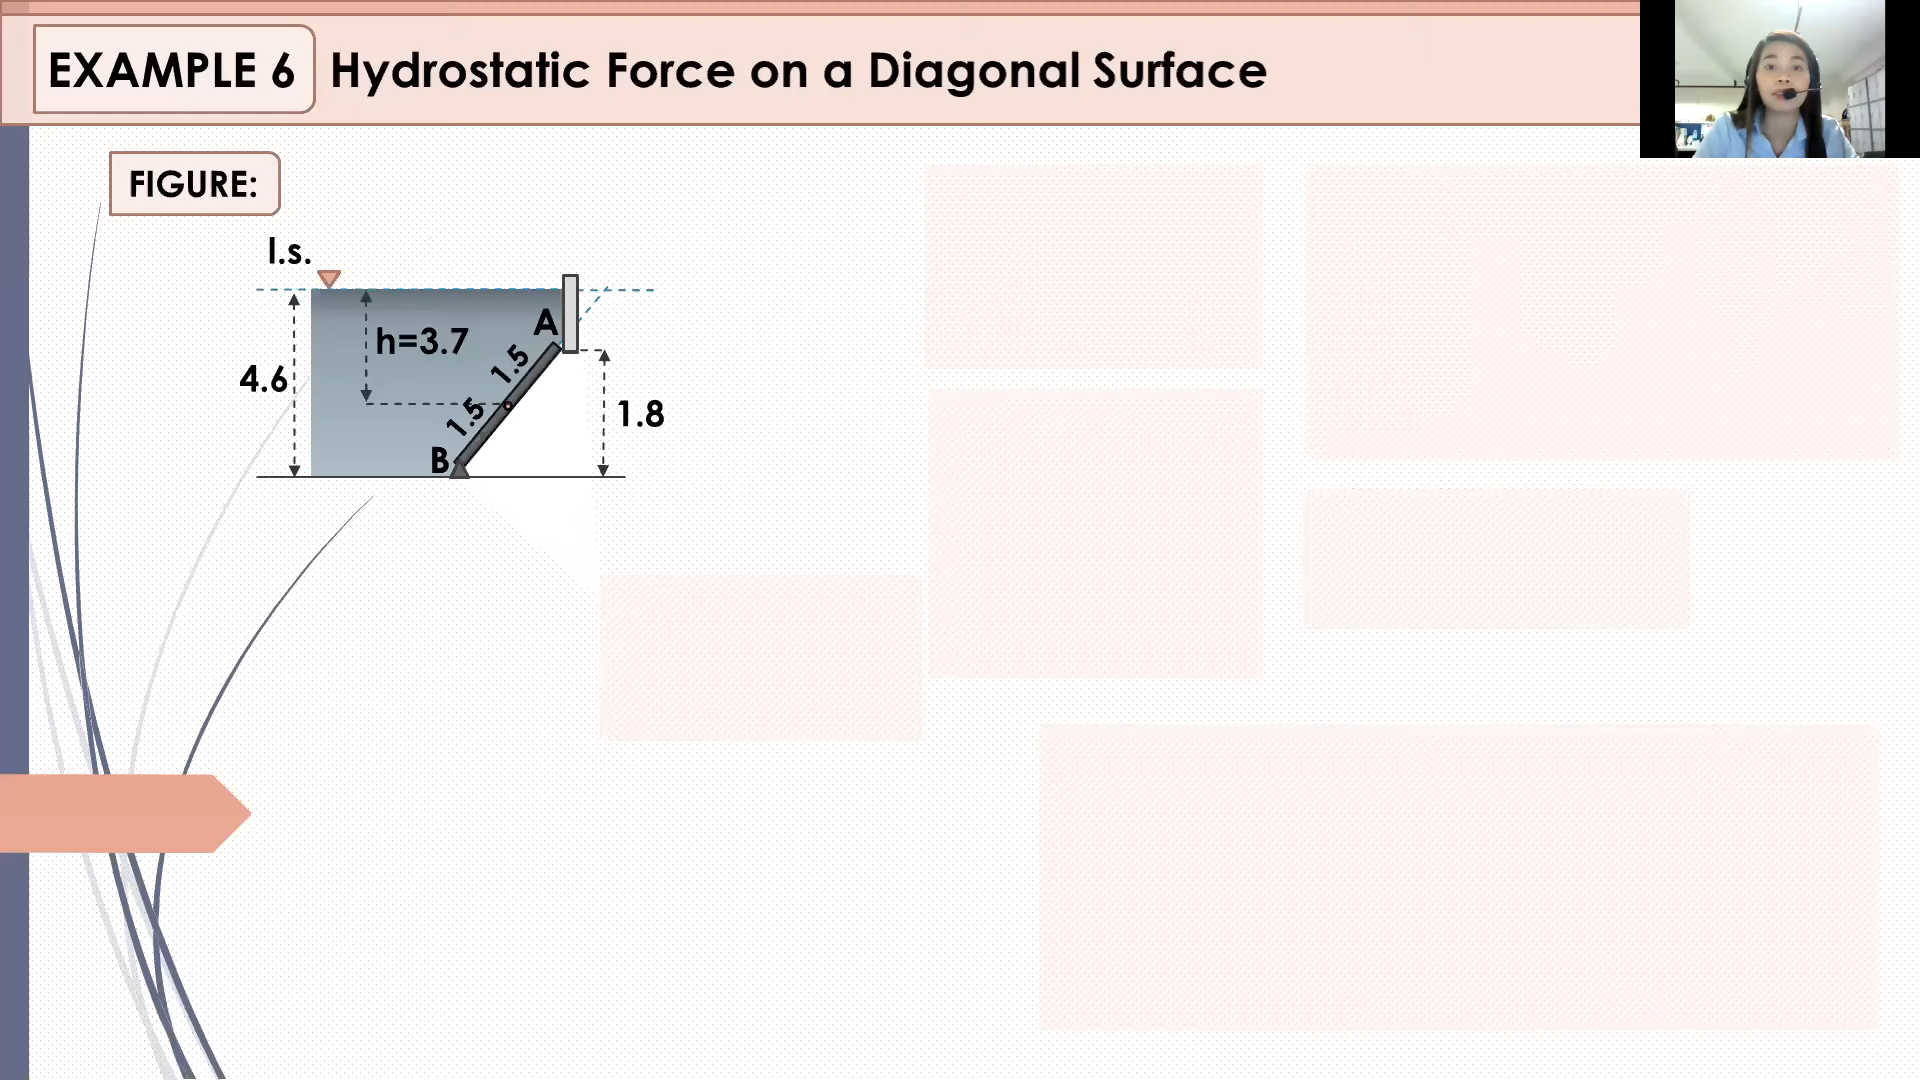 EXAMPLE 6
Hydrostatic Force on a Diagonal Surface
FIGURE:
l.s.
A
h=3.7
1.5
4.6
1.5
1.8
B